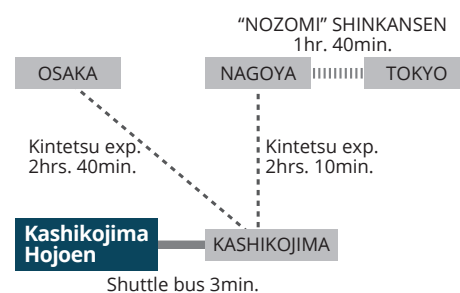 “NOZOMI” SHINKANSEN
1hr. 40min.
OSAKA
NAGOYA
TOKYO
Kintetsu exp.
2hrs. 40min.
Kintetsu exp.
2hrs. 10min.
Kashikojima
Hojoen
KASHIKOJIMA
Shuttle bus 3min.